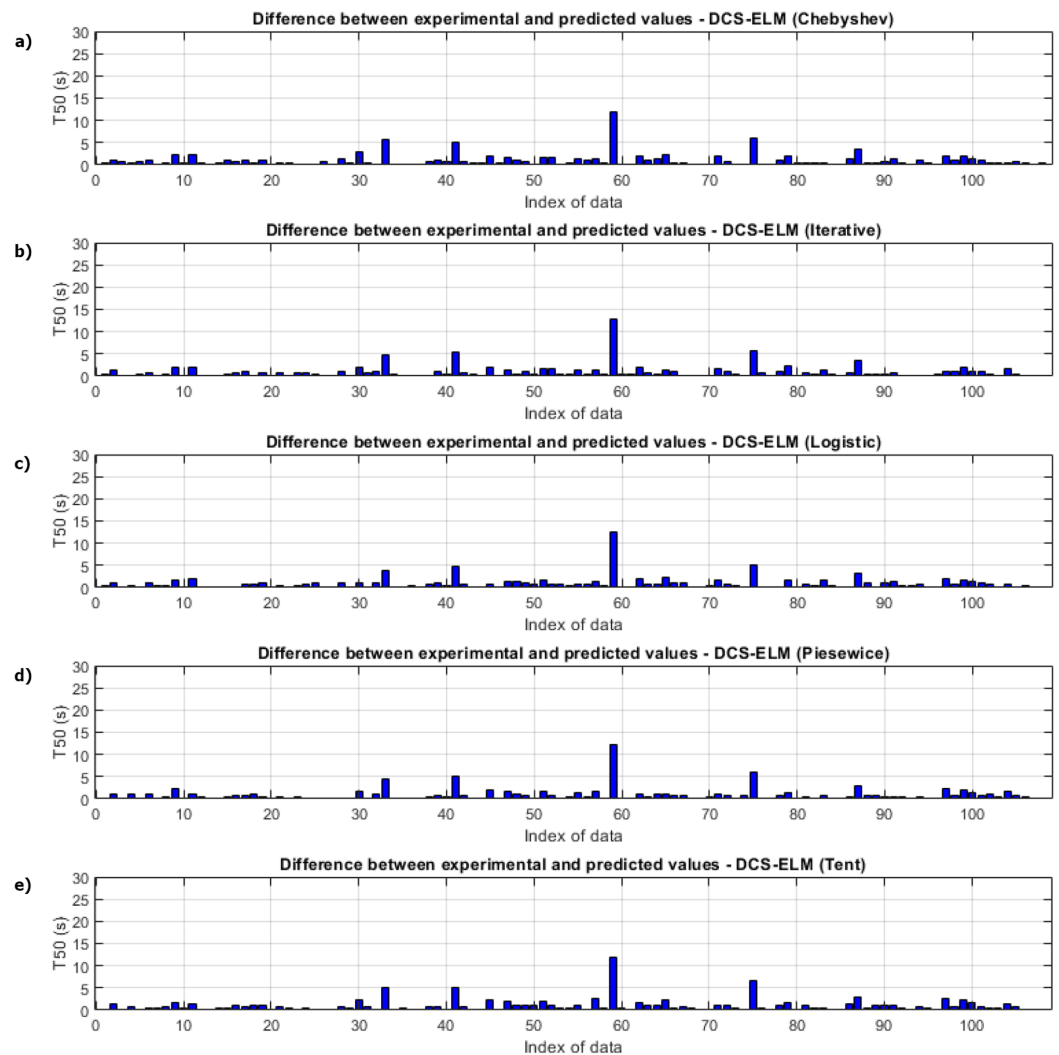 Difference between experimental and predicted values - DCS-ELM (Chebyshev)
a)
30
25
20
15
10
5
0
T50 (s)
0 10 20 30 40 50 60 70 80 90 100
Index of data
Difference between experimental and predicted values - DCS-ELM (Iterative)
b)
30
25
20
15
10
5
0
T50 (s)
0 10 20 30 40 50 60 70 80 90 100
Index of data
Difference between experimental and predicted values - DCS-ELM (Logistic)
c)
30
25
20
15
10
5
0
T50 (s)
0 10 20 30 40 50 60 70 80 90 100
Index of data
Difference between experimental and predicted values - DCS-ELM (Piesewice)
d)
30
25
20
15
10
5
0
T50 (s)
0 10 20 30 40 50 60 70 80 90 100
Index of data
Difference between experimental and predicted values - DCS-ELM (Tent)
e)
30
25
20
15
10
5
0
T50 (s)
0 10 20 30 40 50 60 70 80 90 100
Index of data